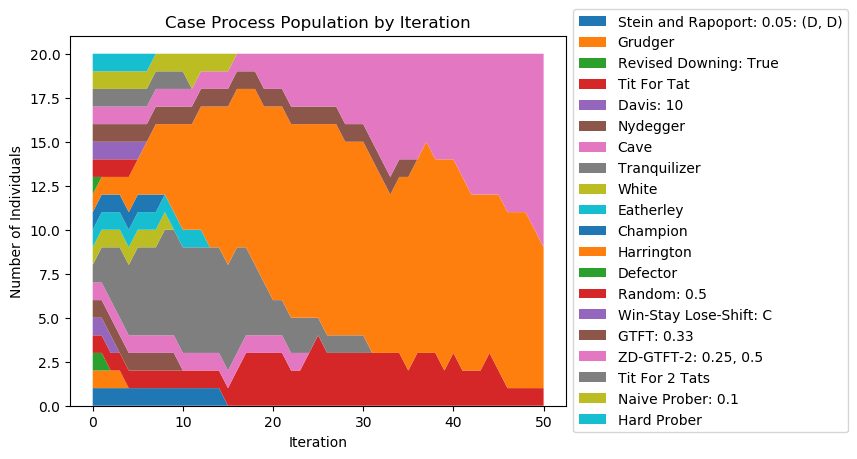 Case Process Population by Iteration
20.0
17.5
15.0
12.5
10.0
7.5
5.0
2.5
0.0
Number of Individuals
0 10 20 30 40 50
Iteration
Stein and Rapoport: 0.05: (D, D)
Grudger
Revised Downing: True
Tit For Tat
Davis: 10
Nydegger
Cave
Tranquilizer
White
Eatherley
Champion
Harrington
Defector
Random: 0.5
Win-Stay Lose-Shift: C
GTFT: 0.33
ZD-GTFT-2: 0.25, 0.5
Tit For 2 Tats
Naive Prober: 0.1
Hard Prober